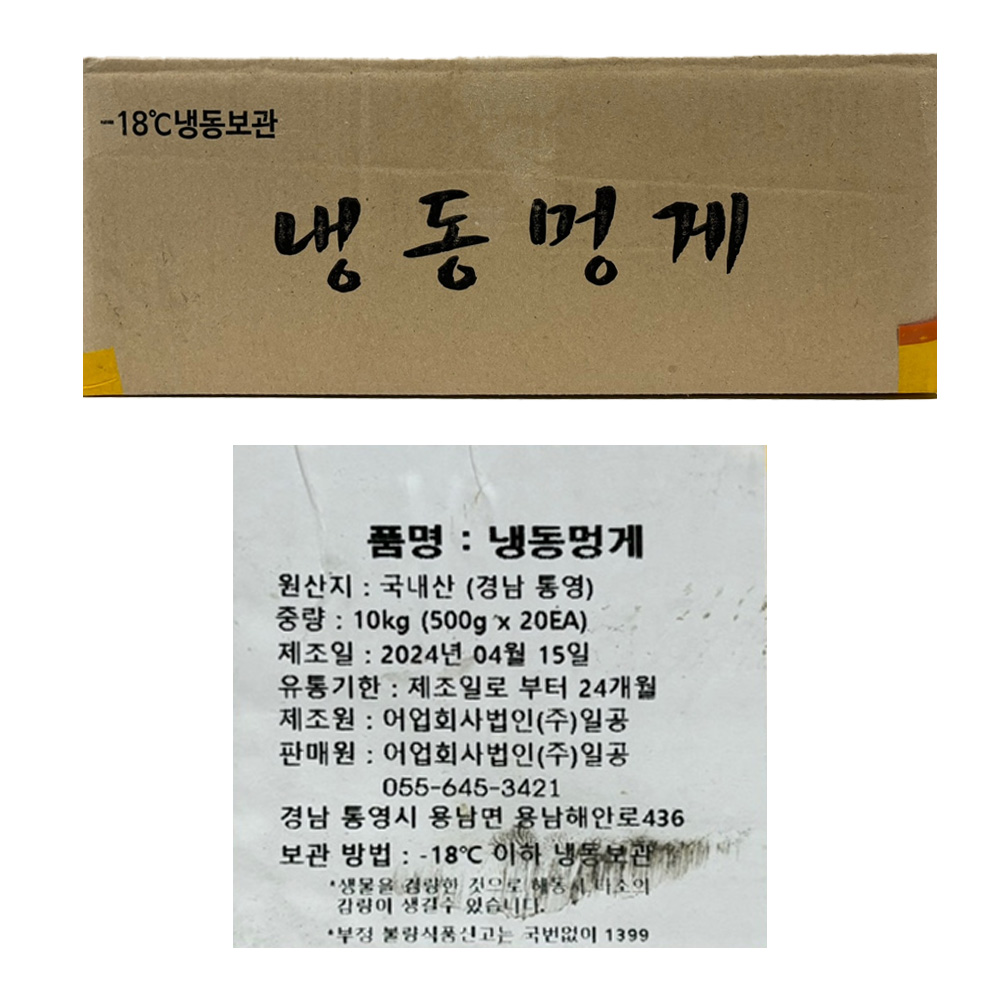 -18℃냉동보관
냉동멍게
품명 : 냉동멍게
원산지 : 국내산 (경남 통영)
중량 : 10kg (500g x 20EA)
제조일 : 2024년 04월 15일
유통기한 : 제조일로 부터 24개월
제조원 : 어업회사법인(주)일공
판매원 : 어업회사법인(주)일공
055-645-3421
경남 통영시 용남면 용남해안로436
보관 방법 : -18℃ 이하 냉동보관
*생물을 검량한 것으로 해동시 다소의
감량이 생길수 있습니다.
*부정 불량식품신고는 국번없이 1399